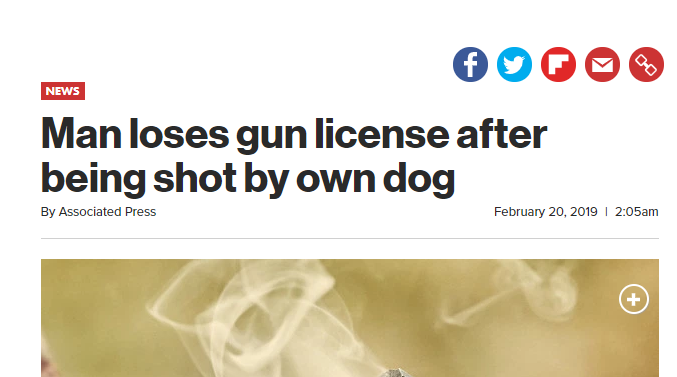 NEWS
Man loses gun license after
being shot by own dog
By Associated Press
February 20, 2019 | 2:05am